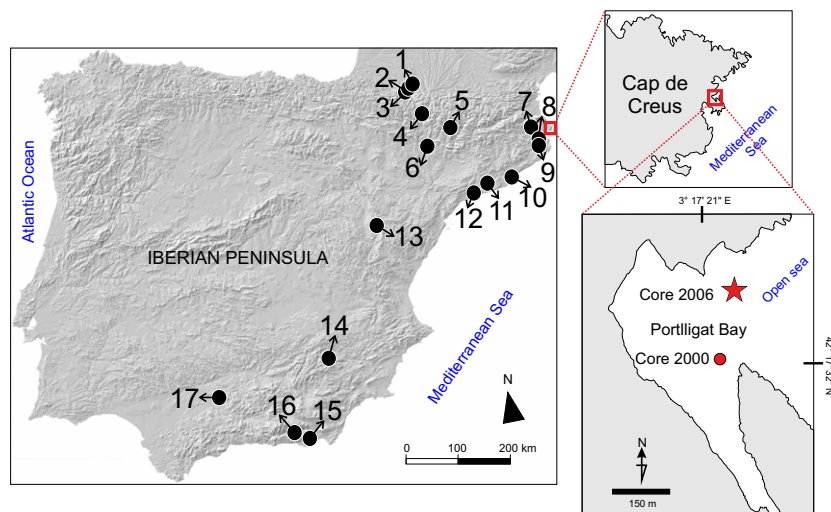 1
2
3
4
5
6
7
8
9
10
11
12
13
14
15
16
17
Atlantic Ocean
IBERIAN PENINSULA
Mediterranean Sea
N
0
100
200 km
Cap de
Creus
Mediterranean
Sea
3° 17' 21" E
Core 2006
Open sea
Portlligat Bay
Core 2000
42° 17' 32" N
N
150 m